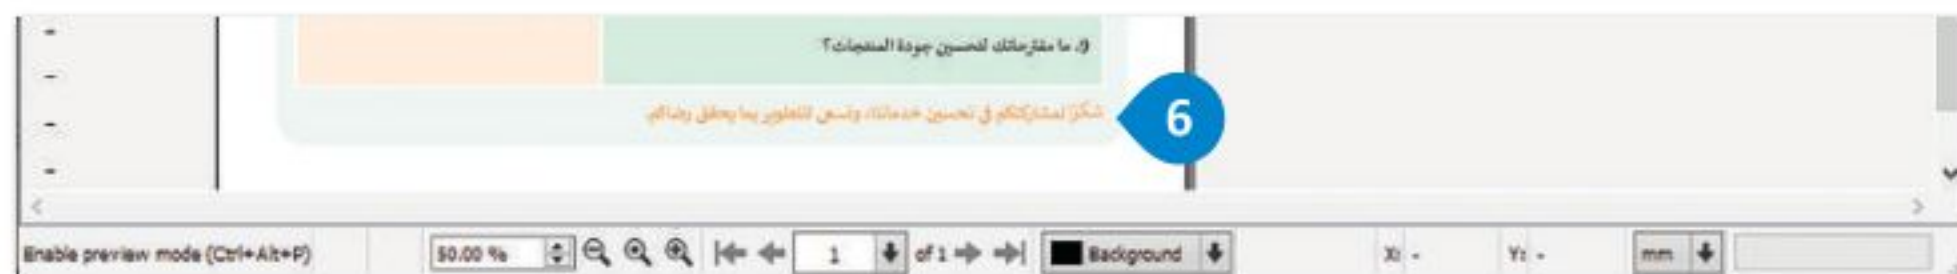 9. ما مقترحاتك لتحسين جودة المنتجات؟
شكرًا لمشاركتكم في تحسين خدماتنا، ونسعى للتطوير بما يحقق رضاكم.
6
Enable preview mode (Ctrl+Alt+P) 50.00 % 1 of 1 Background X: - Y: - mm